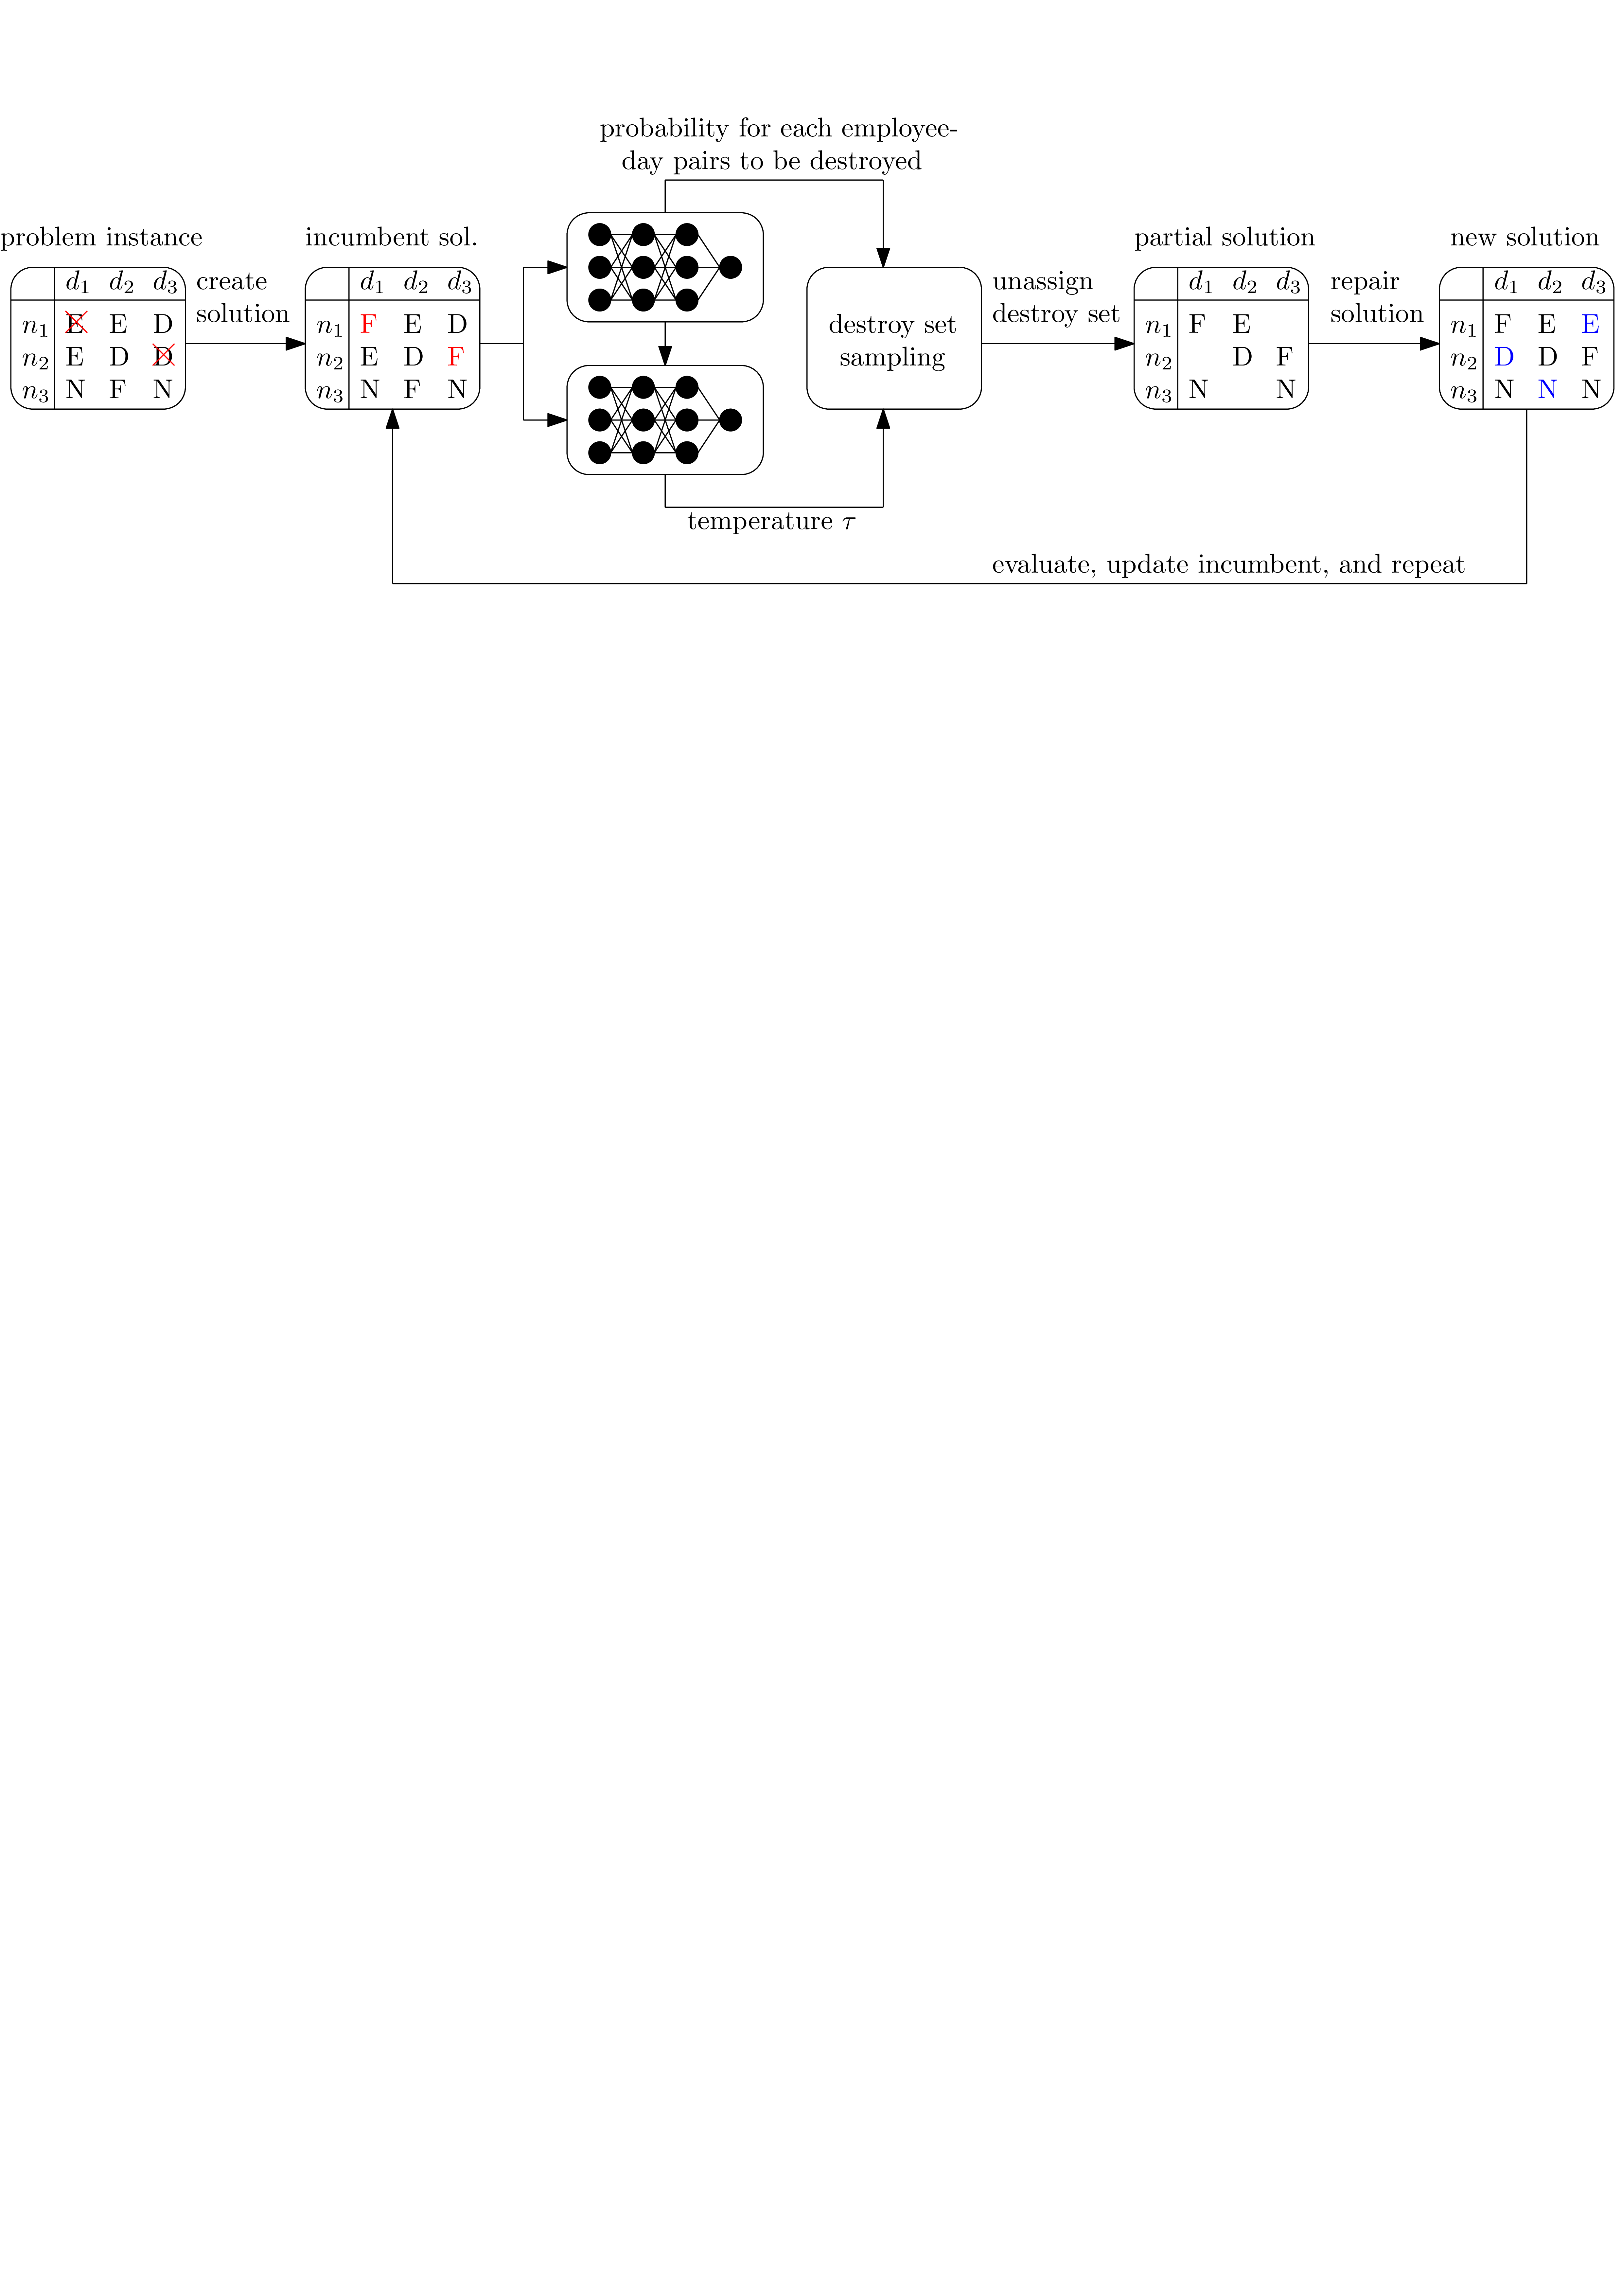 probability for each employee-
day pairs to be destroyed
problem instance
d1 d2 d3
n1 E E D
n2 E D D
n3 N F N
create
solution
incumbent sol.
d1 d2 d3
n1 F E D
n2 E D F
n3 N F N
destroy set
sampling
temperature τ
unassign
destroy set
partial solution
d1 d2 d3
n1 F E
n2 D F
n3 N N
repair
solution
new solution
d1 d2 d3
n1 F E E
n2 D D F
n3 N N N
evaluate, update incumbent, and repeat